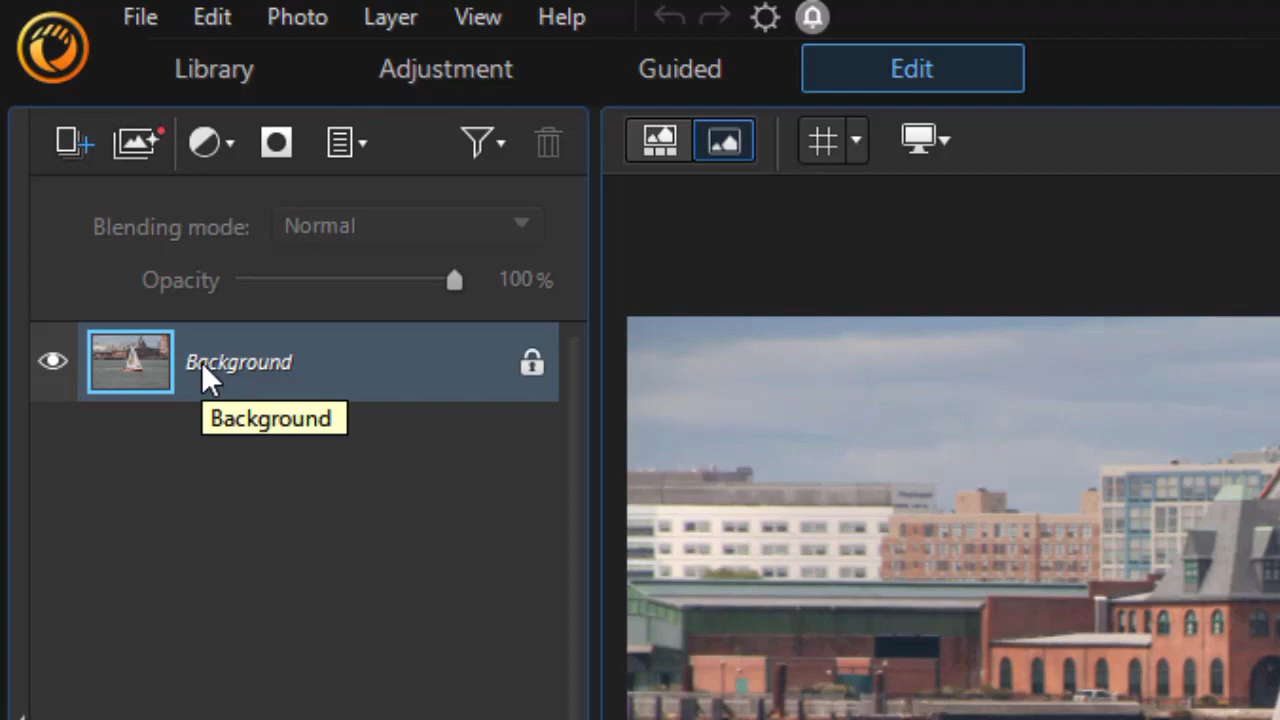 File Edit Photo Layer View Help
Library Adjustment Guided Edit
Blending mode: Normal
Opacity 100 %
Background
Background